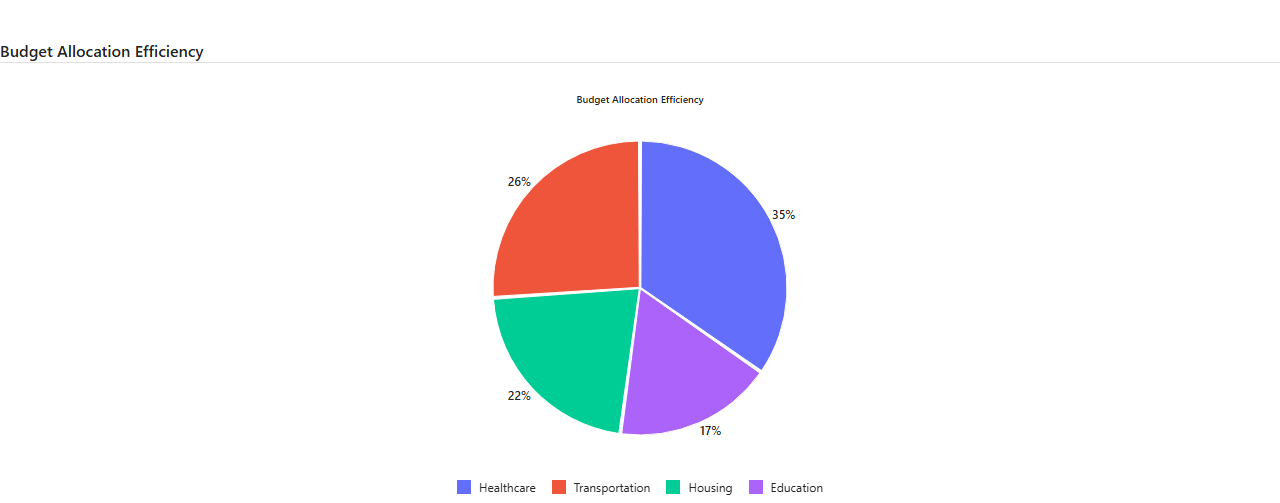 Budget Allocation Efficiency
Budget Allocation Efficiency
26%
35%
22%
17%
Healthcare Transportation Housing Education